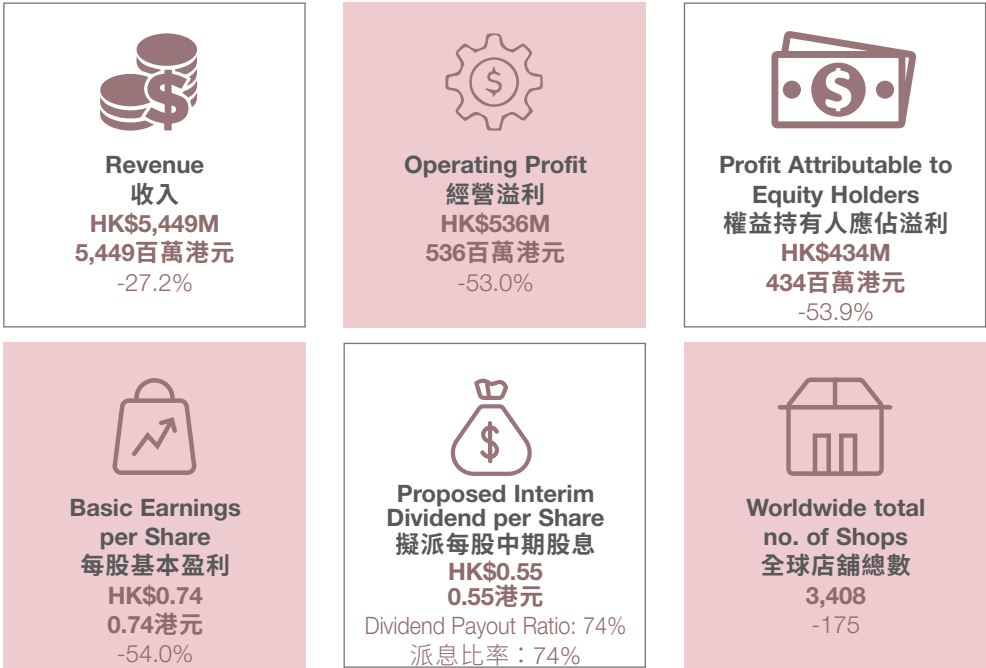 Revenue
收入
HK$5,449M
5,449百萬港元
-27.2%
Operating Profit
經營溢利
HK$536M
536百萬港元
-53.0%
Profit Attributable to
Equity Holders
權益持有人應佔溢利
HK$434M
434百萬港元
-53.9%
Basic Earnings
per Share
每股基本盈利
HK$0.74
0.74港元
-54.0%
Proposed Interim
Dividend per Share
擬派每股中期股息
HK$0.55
0.55港元
Dividend Payout Ratio: 74%
派息比率：74%
Worldwide total
no. of Shops
全球店舖總數
3,408
-175